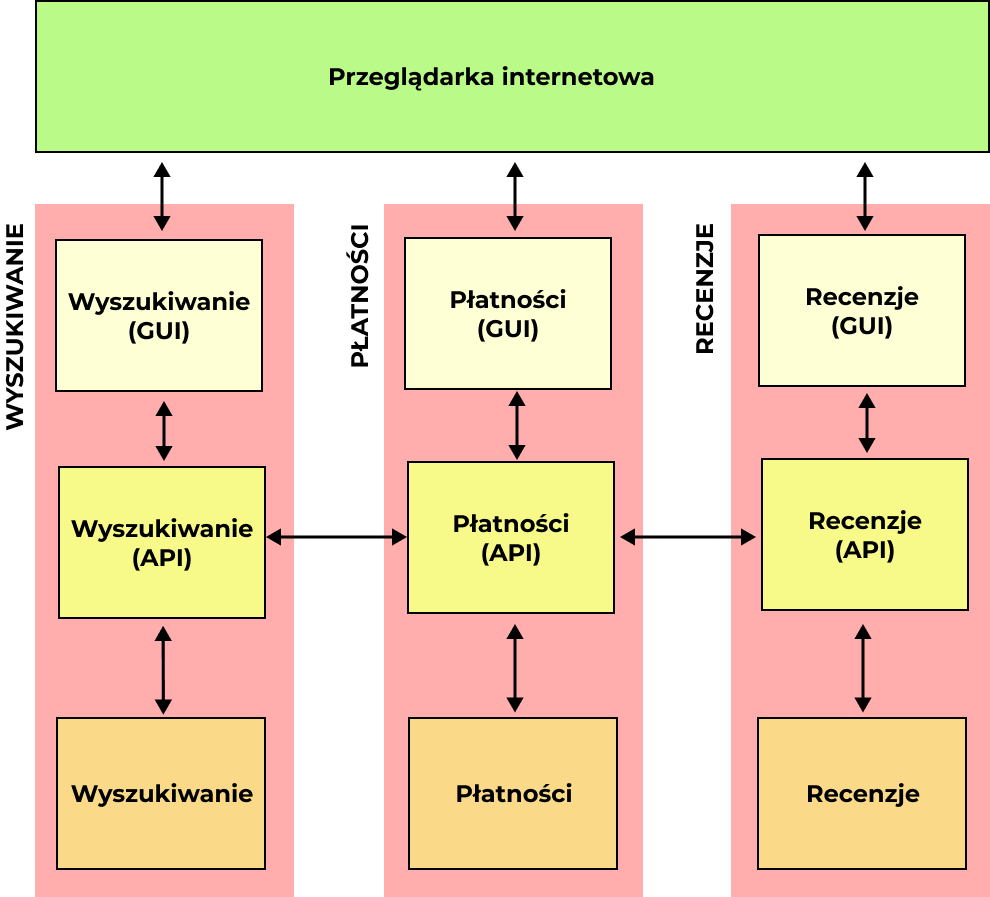 Przeglądarka internetowa
WYSZUKIWANIE
Wyszukiwanie
(GUI)
Wyszukiwanie
(API)
Wyszukiwanie
PŁATNOŚCI
Płatności
(GUI)
Płatności
(API)
Płatności
RECENZJE
Recenzje
(GUI)
Recenzje
(API)
Recenzje